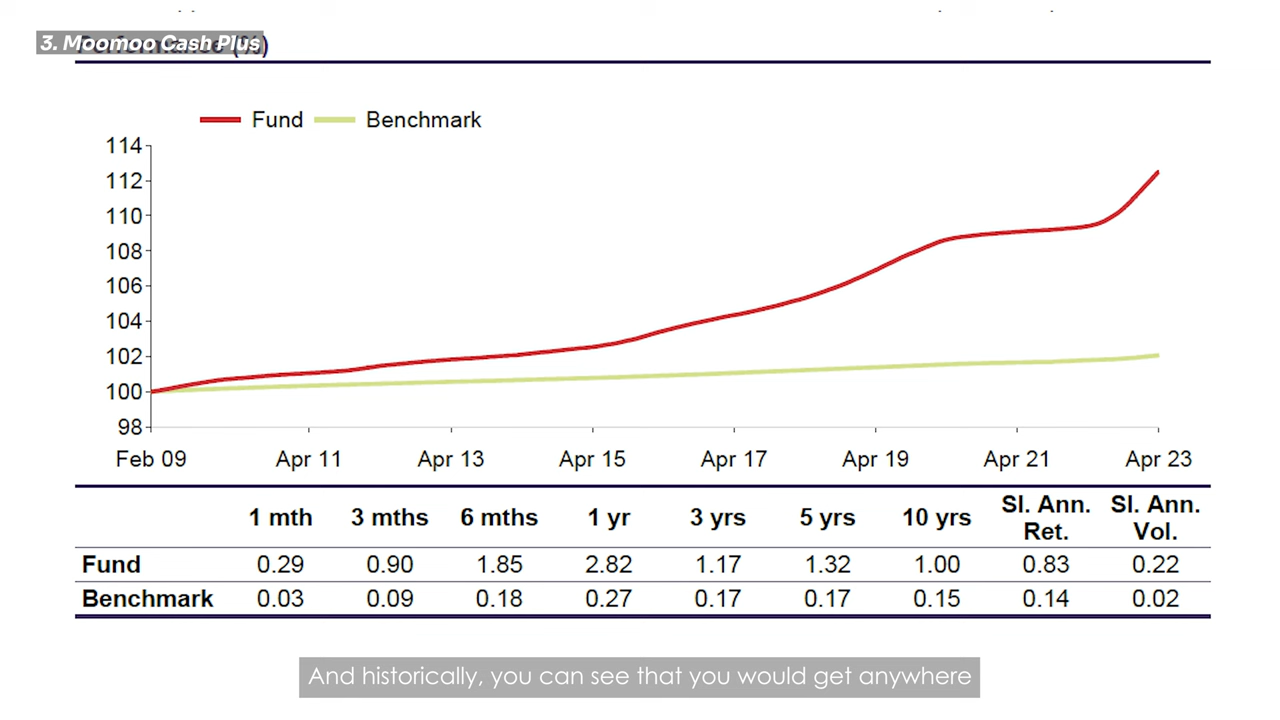 3. Moomoo Cash Plus
Performance (%)
Fund Benchmark
114
112
110
108
106
104
102
100
98
Feb 09 Apr 11 Apr 13 Apr 15 Apr 17 Apr 19 Apr 21 Apr 23
1 mth 3 mths 6 mths 1 yr 3 yrs 5 yrs 10 yrs Sl. Ann. Ret. Sl. Ann. Vol.
Fund 0.29 0.90 1.85 2.82 1.17 1.32 1.00 0.83 0.22
Benchmark 0.03 0.09 0.18 0.27 0.17 0.17 0.15 0.14 0.02
And historically, you can see that you would get anywhere